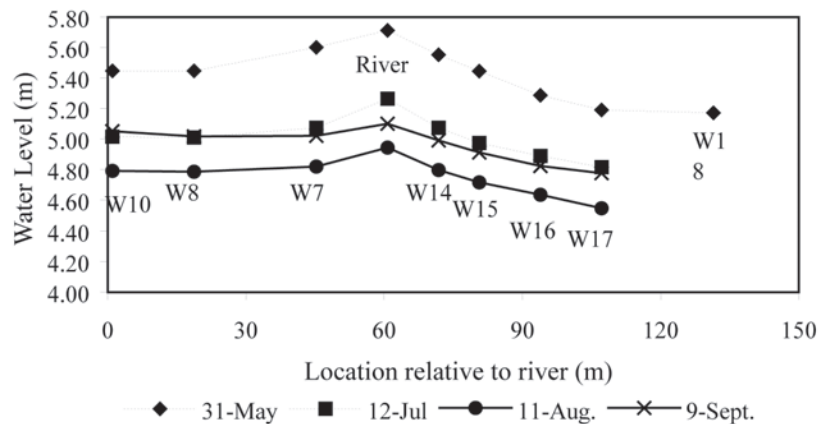 5.80
5.60
5.40
5.20
5.00
4.80
4.60
4.40
4.20
4.00
Water Level (m)
River
W10
W8
W7
W14
W15
W16
W17
W1
8
0 30 60 90 120 150
Location relative to river (m)
31-May 12-Jul 11-Aug. 9-Sept.